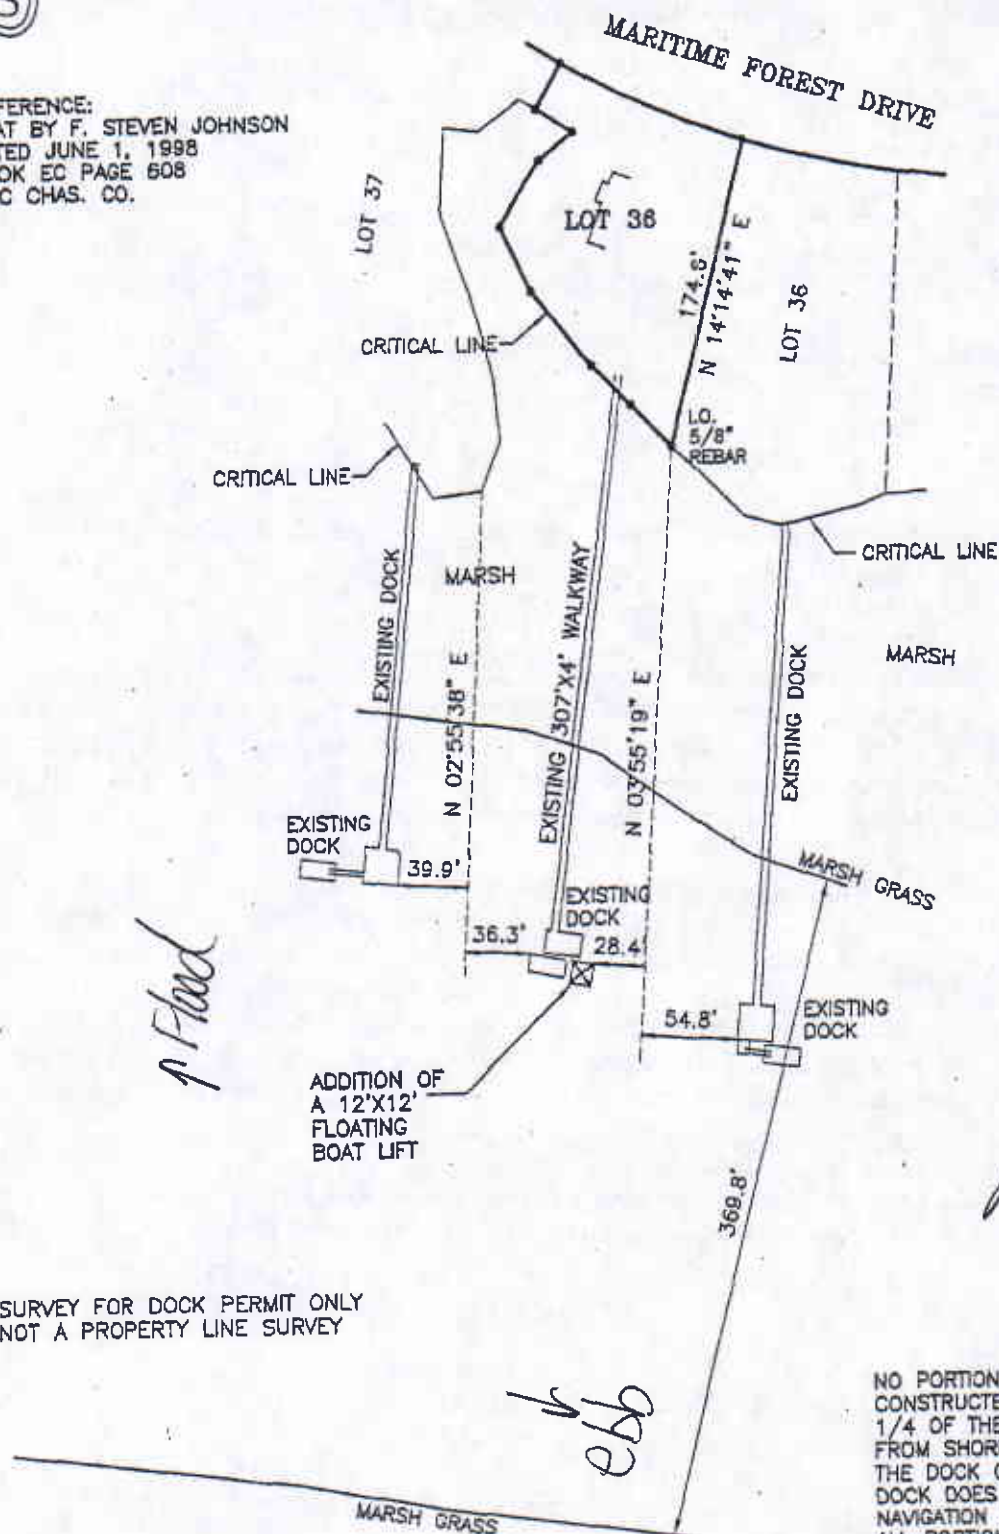 MARITIME FOREST DRIVE
FERENCE:
AT BY F. STEVEN JOHNSON
TED JUNE 1, 1998
OK EC PAGE 608
C CHAS. CO.
LOT 37
LOT 38
174.6'
N 14°14'41" E
LOT 36
CRITICAL LINE
I.O.
5/8"
REBAR
CRITICAL LINE
CRITICAL LINE
MARSH
MARSH
EXISTING DOCK
N 02°55'38" E
EXISTING 307'X4' WALKWAY
N 03°55'19" E
EXISTING DOCK
EXISTING
DOCK
39.9'
MARSH GRASS
EXISTING
DOCK
36.3'
28.4'
54.8'
EXISTING
DOCK
Flood
ADDITION OF
A 12'X12'
FLOATING
BOAT LIFT
369.8'
SURVEY FOR DOCK PERMIT ONLY
NOT A PROPERTY LINE SURVEY
ebb
NO PORTION
CONSTRUCTE
1/4 OF THE
FROM SHOR
THE DOCK
DOCK DOES
NAVIGATION
MARSH GRASS